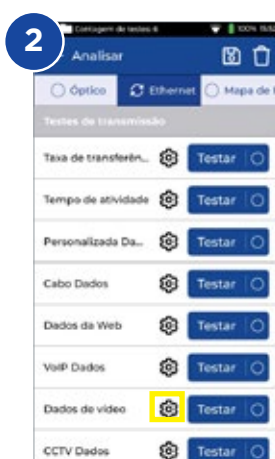 2
Contagem de testes 6 100% 15:52
Analisar
Óptico Ethernet Mapa de
Testes de transmissão
Taxa de transferên... Testar
Tempo de atividade Testar
Personalizada Da... Testar
Cabo Dados Testar
Dados da Web Testar
VoIP Dados Testar
Dados de vídeo Testar
CCTV Dados Testar